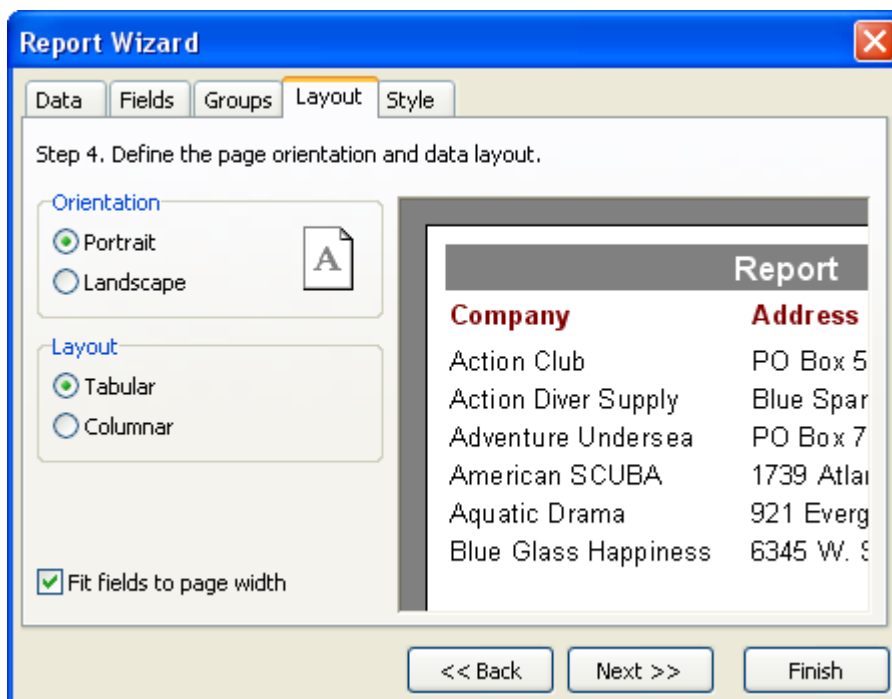 Report Wizard
Data Fields Groups Layout Style
Step 4. Define the page orientation and data layout.
Orientation
Portrait
Landscape
A
Layout
Tabular
Columnar
Fit fields to page width
Report
Company Address
Action Club PO Box 5
Action Diver Supply Blue Spar
Adventure Undersea PO Box 7
American SCUBA 1739 Atla
Aquatic Drama 921 Everg
Blue Glass Happiness 6345 W. S
<< Back Next >> Finish